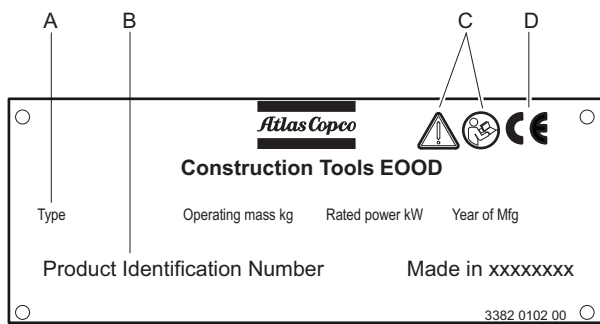 A B C D
Atlas Copco
CE
Construction Tools EOOD
Type Operating mass kg Rated power kW Year of Mfg
Product Identification Number Made in xxxxxxxx
3382 0102 00